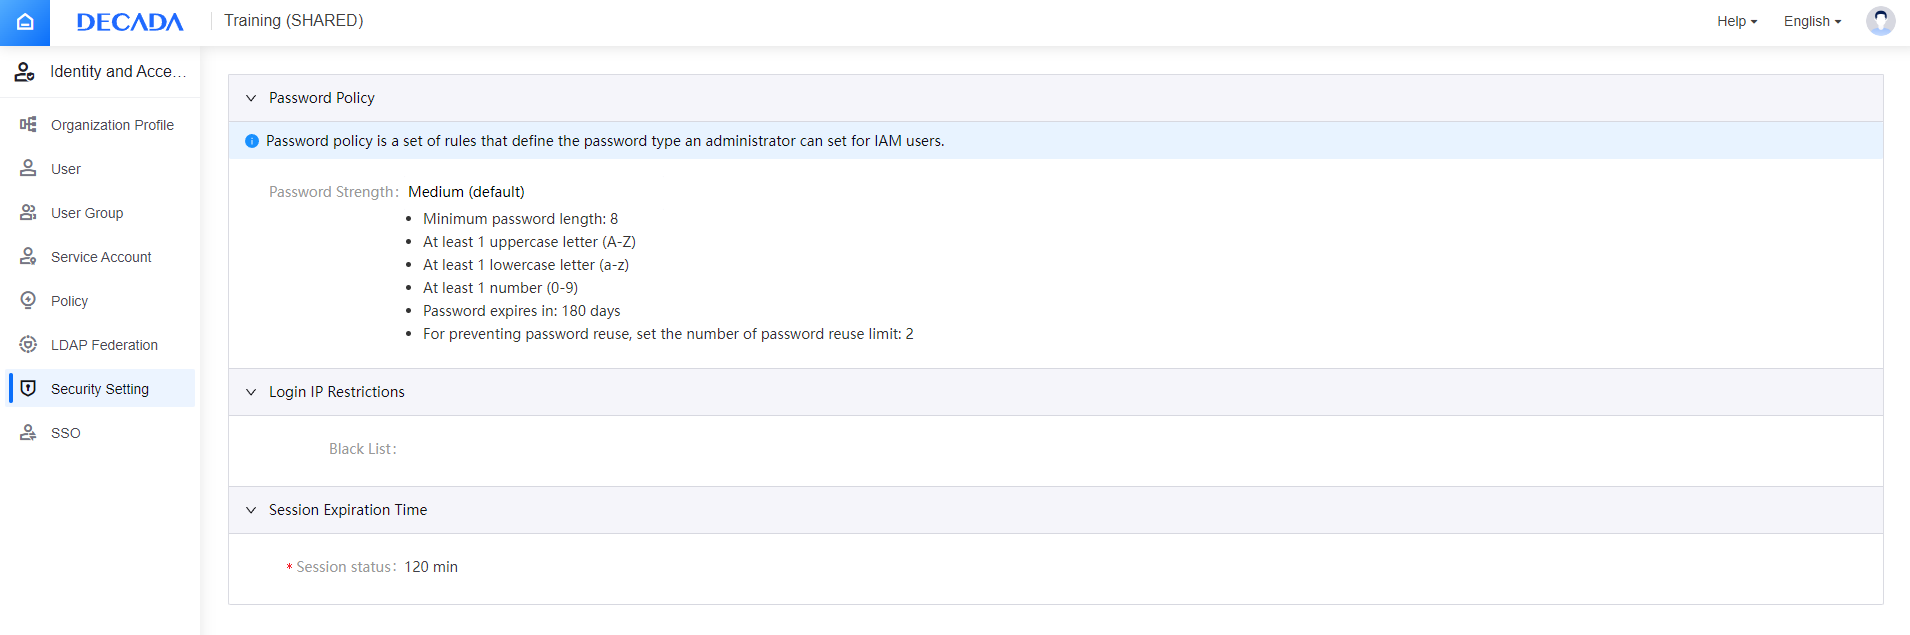 DECADA
Training (SHARED)
Help
English
Identity and Acce...
Organization Profile
User
User Group
Service Account
Policy
LDAP Federation
Security Setting
SSO
Password Policy
Password policy is a set of rules that define the password type an administrator can set for IAM users.
Password Strength: Medium (default)
• Minimum password length: 8
• At least 1 uppercase letter (A-Z)
• At least 1 lowercase letter (a-z)
• At least 1 number (0-9)
• Password expires in: 180 days
• For preventing password reuse, set the number of password reuse limit: 2
Login IP Restrictions
Black List:
Session Expiration Time
* Session status: 120 min